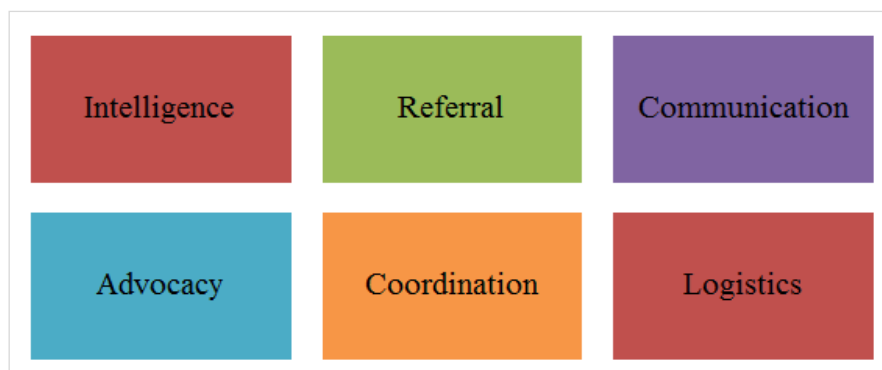 Intelligence
Referral
Communication
Advocacy
Coordination
Logistics